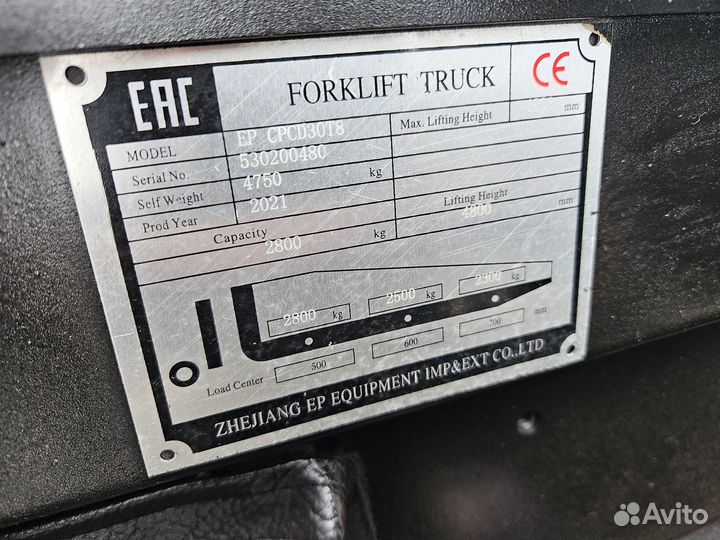 EAC FORKLIFT TRUCK CE
MODEL EP CPCD30T8 Max. Lifting Height mm
Serial No. 530200480
Self Weight 4750 kg
Prod Year 2021 Lifting Height
Capacity 2800 kg 4800
2800 kg 2500 kg 2300 kg
Load Center 500 600 700 mm
ZHEJIANG EP EQUIPMENT IMP&EXT CO.,LTD
Avito